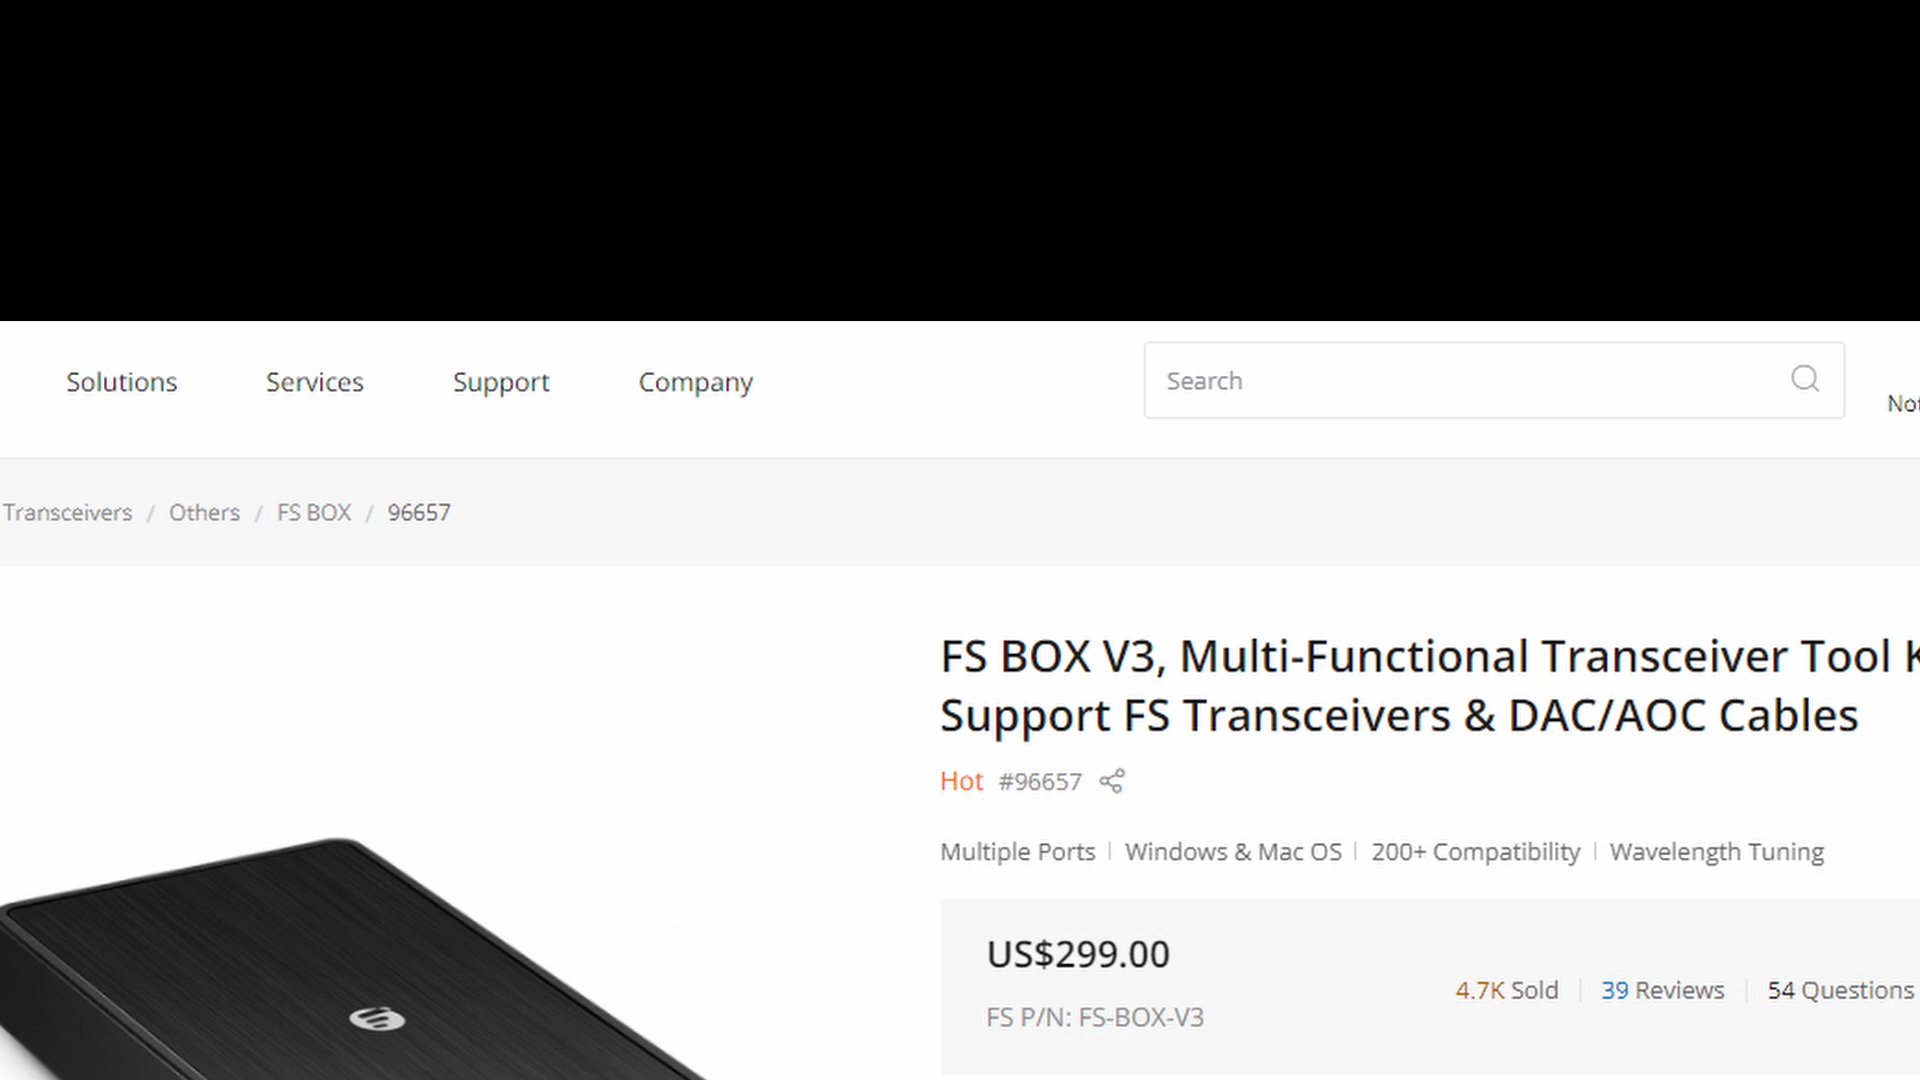 Solutions Services Support Company Search
Not
Transceivers / Others / FS BOX / 96657
FS BOX V3, Multi-Functional Transceiver Tool K
Support FS Transceivers & DAC/AOC Cables
Hot #96657
Multiple Ports | Windows & Mac OS | 200+ Compatibility | Wavelength Tuning
US$299.00
4.7K Sold | 39 Reviews | 54 Questions
FS P/N: FS-BOX-V3